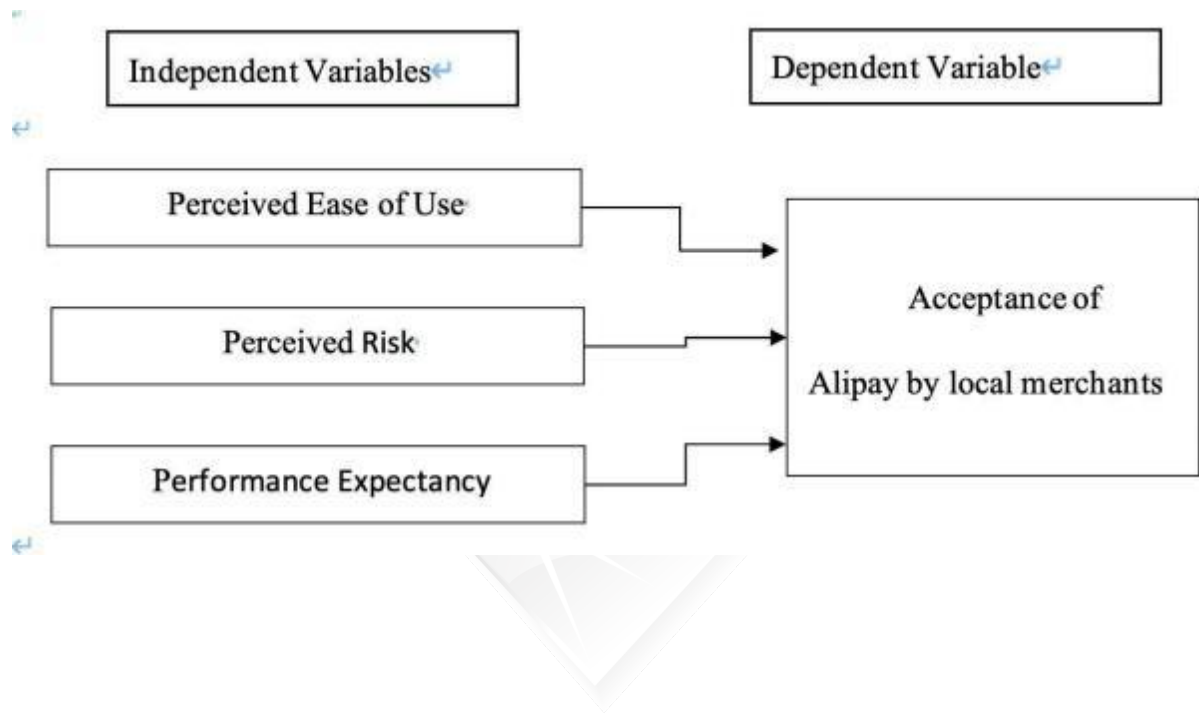 Independent Variables
Dependent Variable
Perceived Ease of Use
Perceived Risk
Performance Expectancy
Acceptance of
Alipay by local merchants